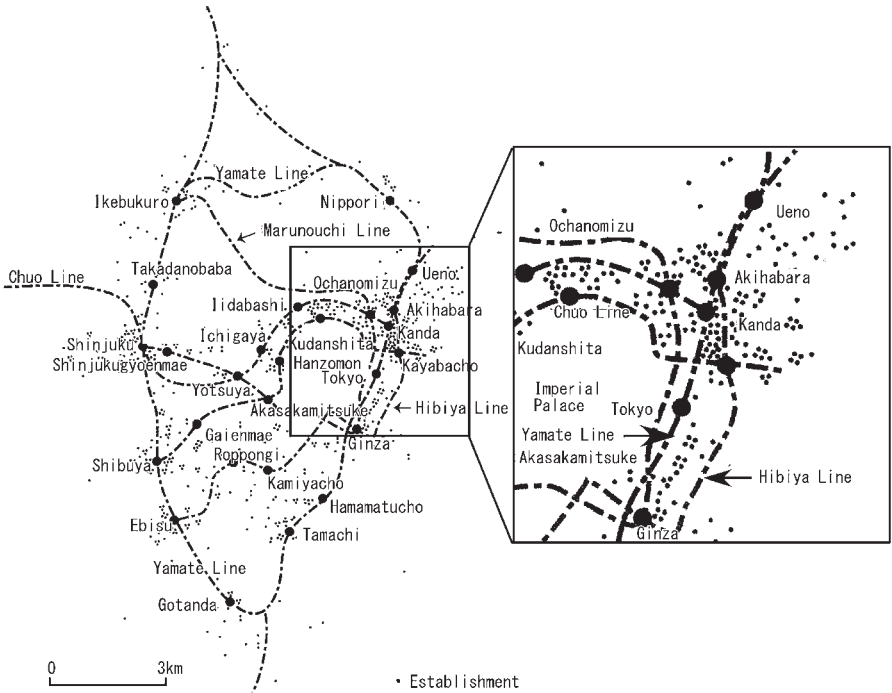 Yamate Line
Ikebukuro
Nippori
Marunouchi Line
Chuo Line
Takadanobaba
Ochanomizu
Ueno
Iidabashi
Akihabara
Ichigaya
Kudanshita
Kanda
Shinjuku
Shinjukugyoenmae
Hanzomon
Kayabacho
Tokyo
Yotsuya
Akasakamitsuke
Hibiya Line
Gaienmae
Ginza
Roppongi
Shibuya
Kamiyacho
Hamamatucho
Ebisu
Tamachi
Yamate Line
Gotanda
0 3km
Establishment
Ueno
Ochanomizu
Akihabara
Chuo Line
Kanda
Kudanshita
Imperial
Palace
Tokyo
Yamate Line
Akasakamitsuke
Hibiya Line
Ginza